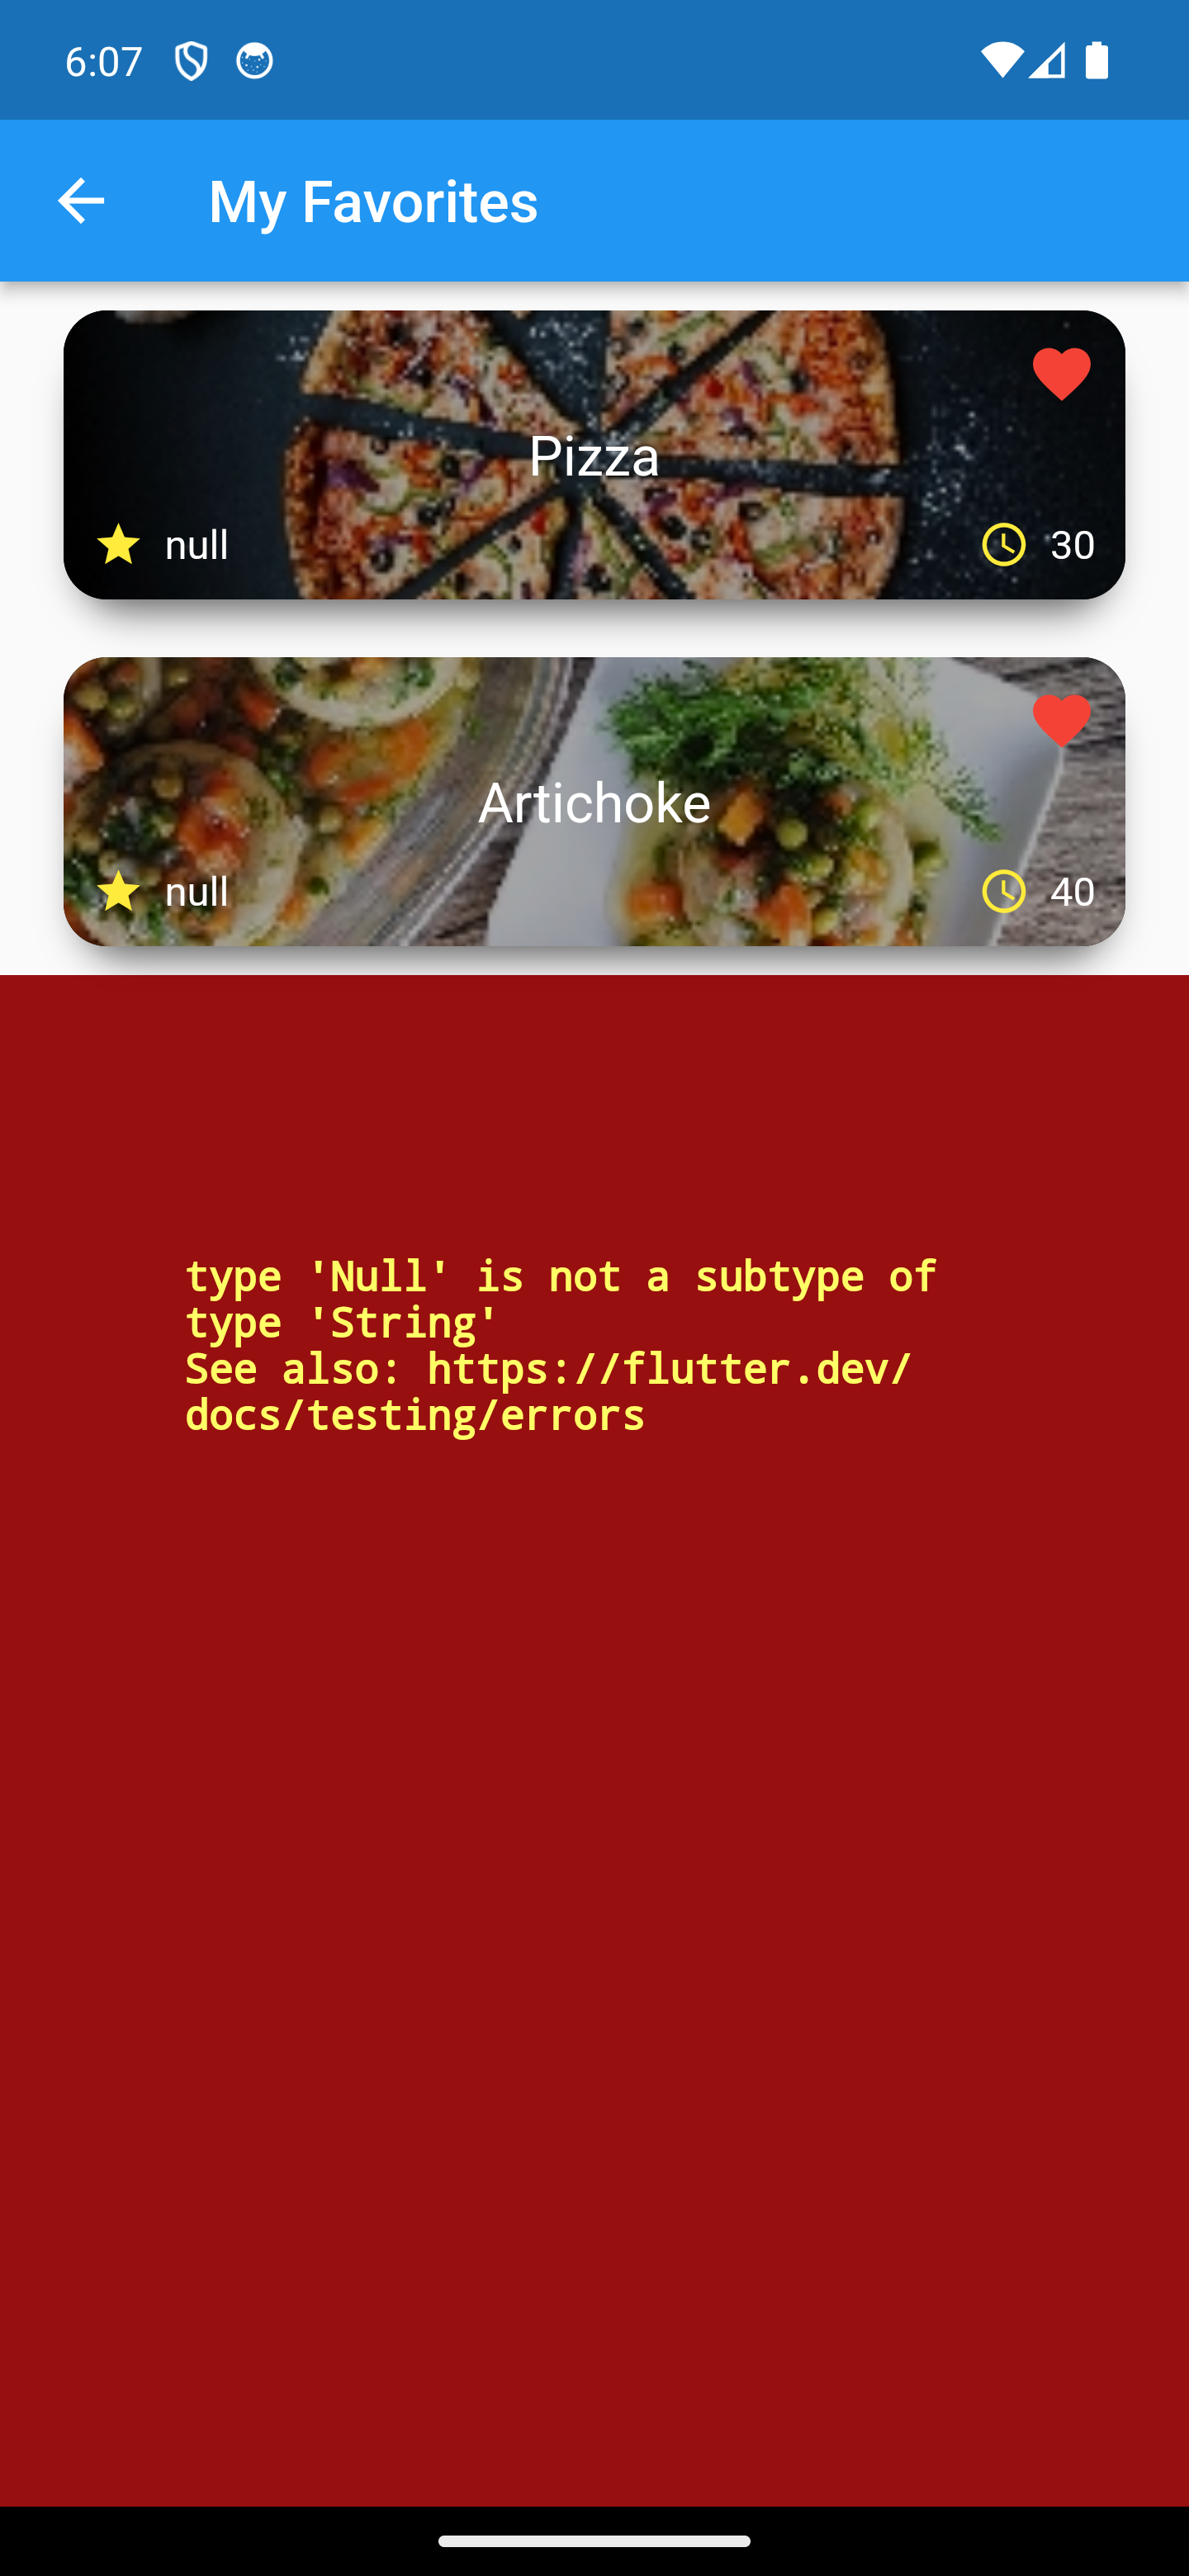 6:07
My Favorites
Pizza
null
30
Artichoke
null
40
type 'Null' is not a subtype of
type 'String'
See also: https://flutter.dev/
docs/testing/errors